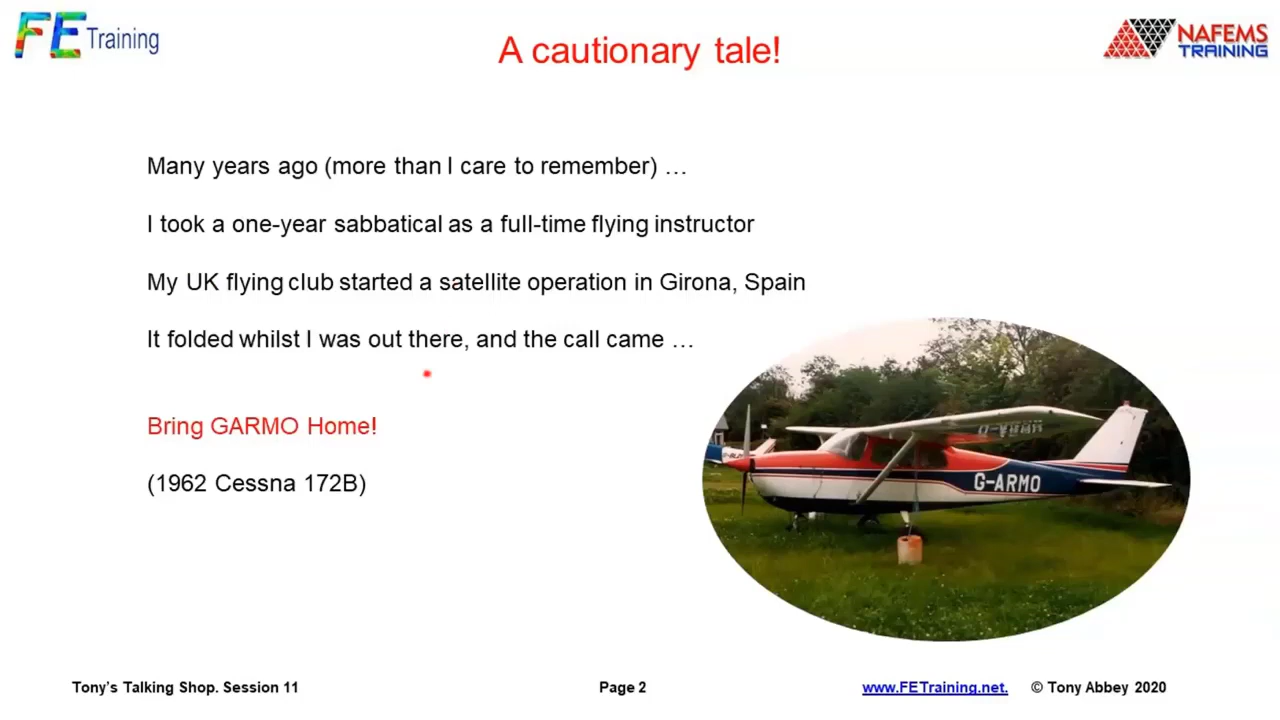 FE Training
A cautionary tale!
NAFEMS
TRAINING
Many years ago (more than I care to remember) …
I took a one-year sabbatical as a full-time flying instructor
My UK flying club started a satellite operation in Girona, Spain
It folded whilst I was out there, and the call came …
Bring GARMO Home!
(1962 Cessna 172B)
G-ARMO
Tony's Talking Shop. Session 11
Page 2
www.FETraining.net.
© Tony Abbey 2020